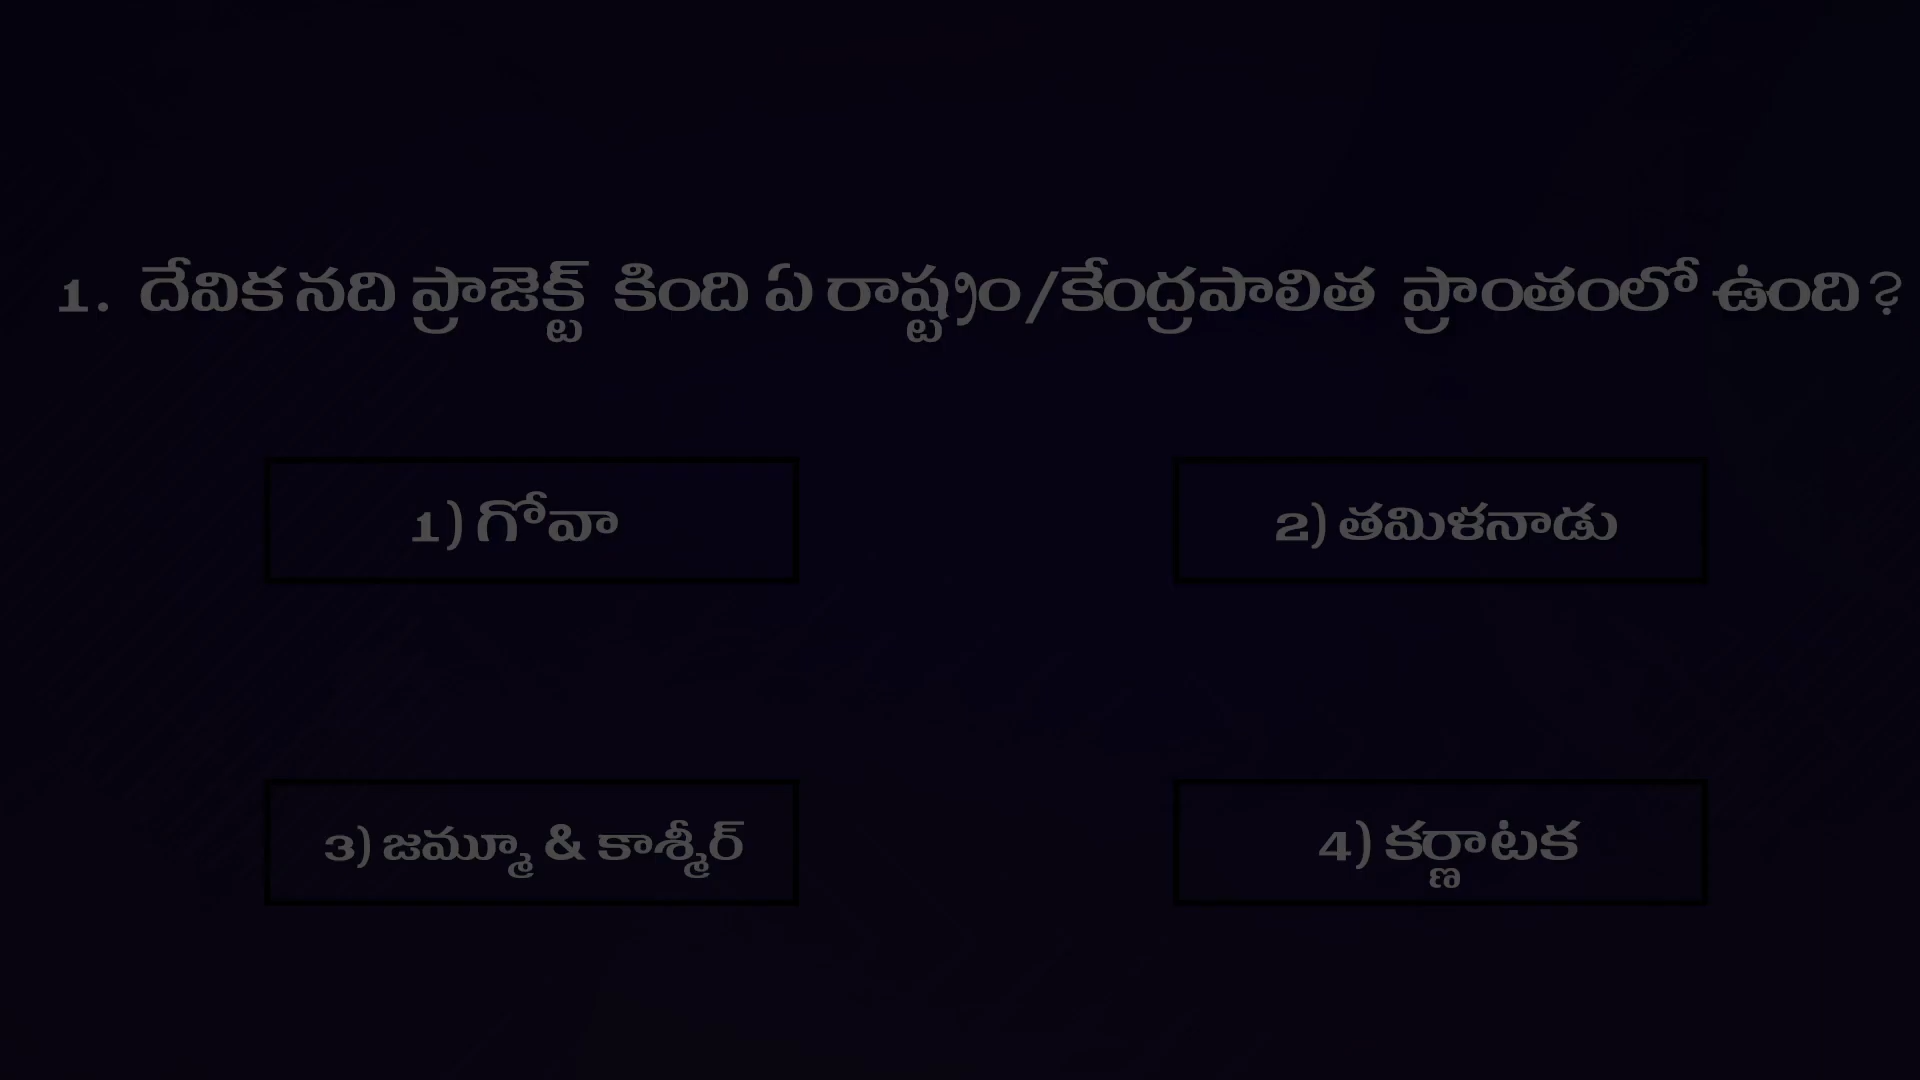 1. దేవిక నది ప్రాజెక్ట్ కింది ఏ రాష్ట్రం/కేంద్రపాలిత ప్రాంతంలో ఉంది?
1) గోవా
2) తమిళనాడు
3) జమ్మూ & కాశ్మీర్
4) కర్ణాటక